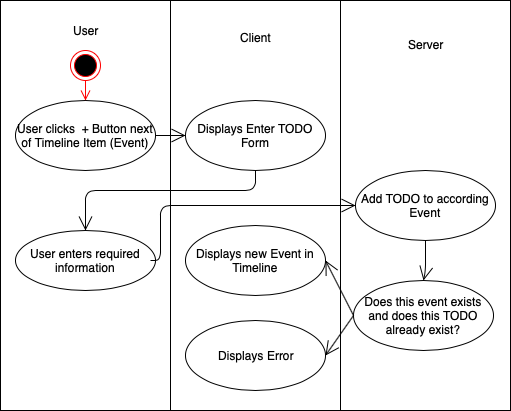 User
Client
Server
User clicks + Button next
of Timeline Item (Event)
Displays Enter TODO
Form
Add TODO to according
Event
User enters required
information
Displays new Event in
Timeline
Does this event exists
and does this TODO
already exist?
Displays Error